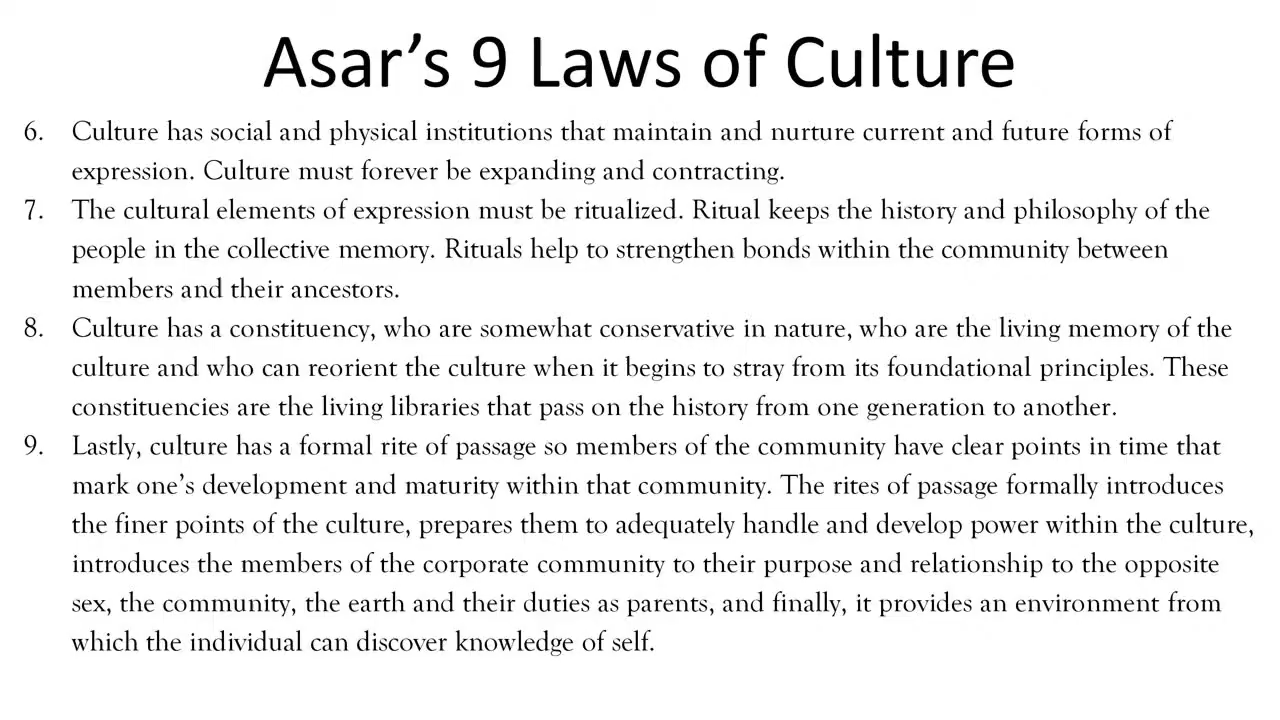 Asar’s 9 Laws of Culture
6. Culture has social and physical institutions that maintain and nurture current and future forms of
expression. Culture must forever be expanding and contracting.
7. The cultural elements of expression must be ritualized. Ritual keeps the history and philosophy of the
people in the collective memory. Rituals help to strengthen bonds within the community between
members and their ancestors.
8. Culture has a constituency, who are somewhat conservative in nature, who are the living memory of the
culture and who can reorient the culture when it begins to stray from its foundational principles. These
constituencies are the living libraries that pass on the history from one generation to another.
9. Lastly, culture has a formal rite of passage so members of the community have clear points in time that
mark one’s development and maturity within that community. The rites of passage formally introduces
the finer points of the culture, prepares them to adequately handle and develop power within the culture,
introduces the members of the corporate community to their purpose and relationship to the opposite
sex, the community, the earth and their duties as parents, and finally, it provides an environment from
which the individual can discover knowledge of self.